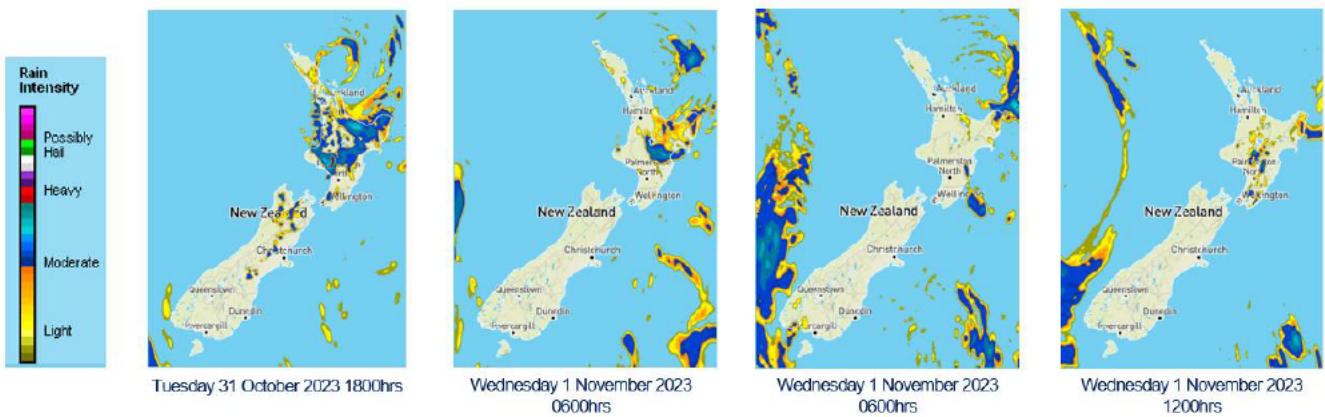 Rain
Intensity
Possibly
Hail
Heavy
Moderate
Light
Auckland
North
Wellington
New Zealand
Christchurch
Queenstown
Dunedin
Invercargill
Tuesday 31 October 2023 1800hrs
Auckland
Hamilton
Palmerston
North
Wellington
New Zealand
Christchurch
Queenstown
Dunedin
Invercargill
Wednesday 1 November 2023
0600hrs
Auckland
Hamilton
Palmerston
North
Wellington
New Zealand
Christchurch
Queenstown
Dunedin
Invercargill
Wednesday 1 November 2023
0600hrs
Auckland
Hamilton
Palmerston
North
Wellington
New Zealand
Christchurch
Queenstown
Dunedin
Invercargill
Wednesday 1 November 2023
1200hrs